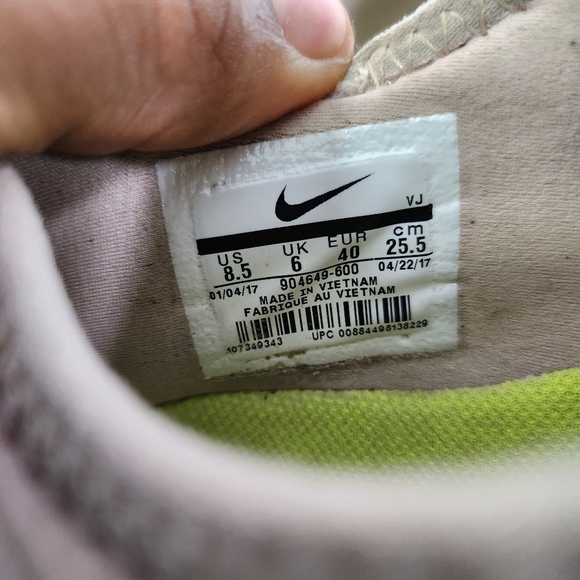 VJ
US UK EUR cm
8.5 6 40 25.5
01/04/17 904649-600 04/22/17
MADE IN VIETNAM
FABRIQUE AU VIETNAM
107349343 UPC 00884498138229